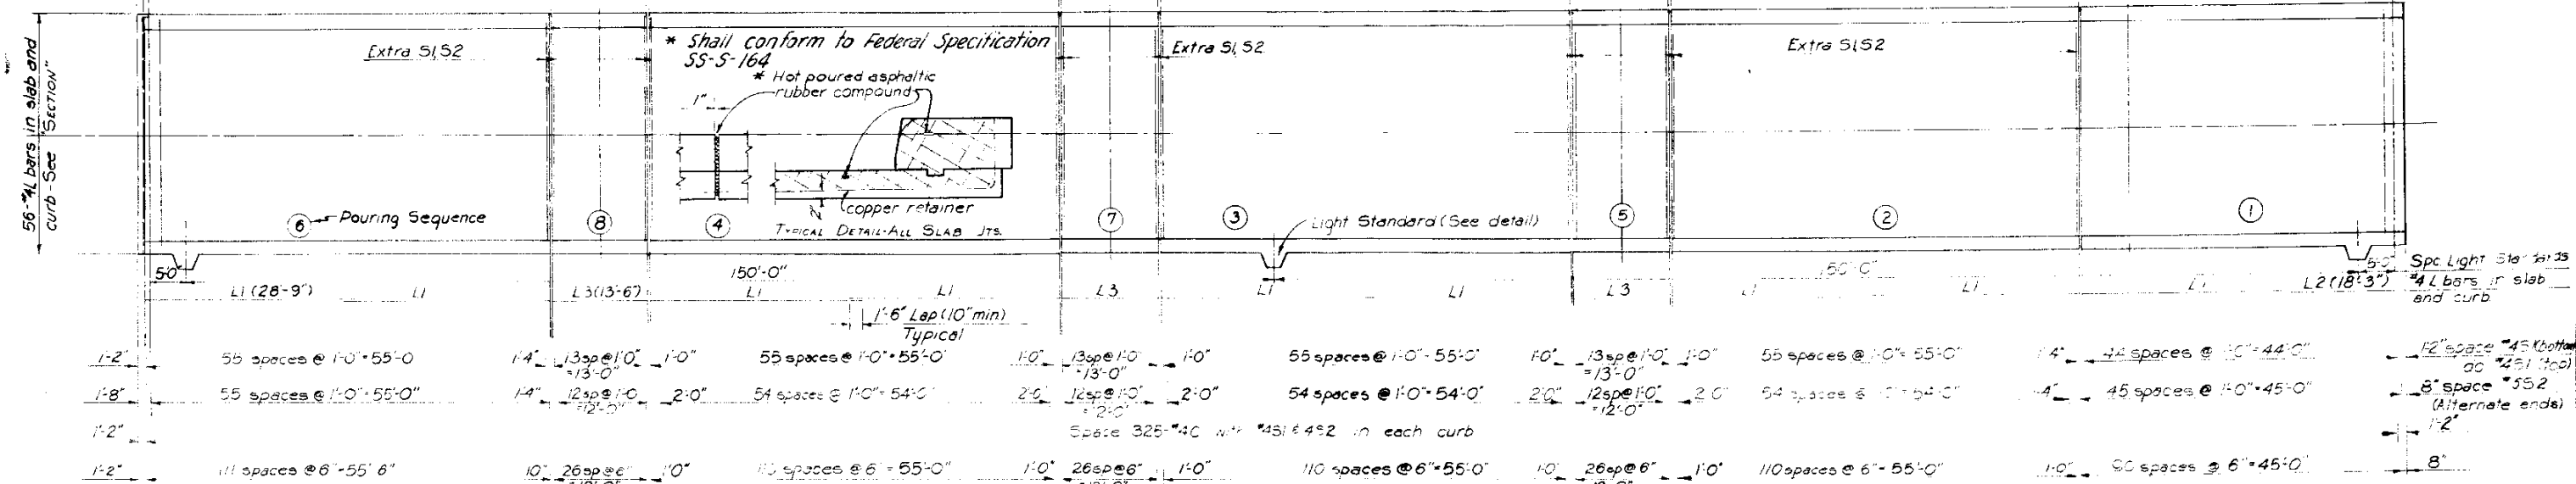 56-#4L bars in slab and
curb-See "SECTION"
Extra S1, S2
* Shall conform to Federal Specification
SS-S-164
* Hot poured asphaltic
rubber compound
1"
Extra S1, S2
Extra S1, S2
6 Pouring Sequence
8
4
copper retainer
TYPICAL DETAIL-ALL SLAB JTS.
7
3
Light Standard (See detail)
5
2
1
5'-0"
150'-0"
150'-0"
5'-0"
Spc. Light
L1 (28'-9")
L1
L3 (13'-6")
L1
L1
L3
L1
L1
L3
L1
L1
L1
L2 (18'-3")
#4 L bars in slab
and curb.
1'-6" Lap (10" min)
Typical
1'-2"
55 spaces @ 1'-0" = 55'-0
1'-4"
13 sp @ 1'-0"
=13'-0"
1'-0"
55 spaces @ 1'-0" = 55'-0"
1'-0"
13 sp @ 1'-0
=13'-0"
1'-0"
55 spaces @ 1'-0" = 55'-0"
1'-0"
13 sp @ 1'-0"
=13'-0"
1'-0"
55 spaces @ 1'-0" = 55'-0"
1'-4"
44 spaces @ 1'-0" = 44'-0"
1'-2" space
1'-8"
55 spaces @ 1'-0" = 55'-0"
1'-4"
12 sp @ 1'-0
=12'-0"
2'-0"
54 spaces @ 1'-0" = 54'-0"
2'-0"
12 sp @ 1'-0"
=12'-0"
2'-0"
54 spaces @ 1'-0" = 54'-0"
2'-0"
12 sp @ 1'-0"
=12'-0"
2'-0"
54 spaces @ 1'-0" = 54'-0"
1'-4"
45 spaces @ 1'-0" = 45'-0"
8" space #5S2
(Alternate ends)
1'-2"
Space 325-#4C with #4S1 & 4S2 in each curb
1'-2"
1'-2"
111 spaces @ 6" = 55'-6"
10"
26 sp @ 6"
1'-0"
110 spaces @ 6" = 55'-0"
1'-0"
26 sp @ 6"
1'-0"
110 spaces @ 6" = 55'-0"
1'-0"
26 sp @ 6"
1'-0"
110 spaces @ 6" = 55'-0"
1'-0"
90 spaces @ 6" = 45'-0"
8"